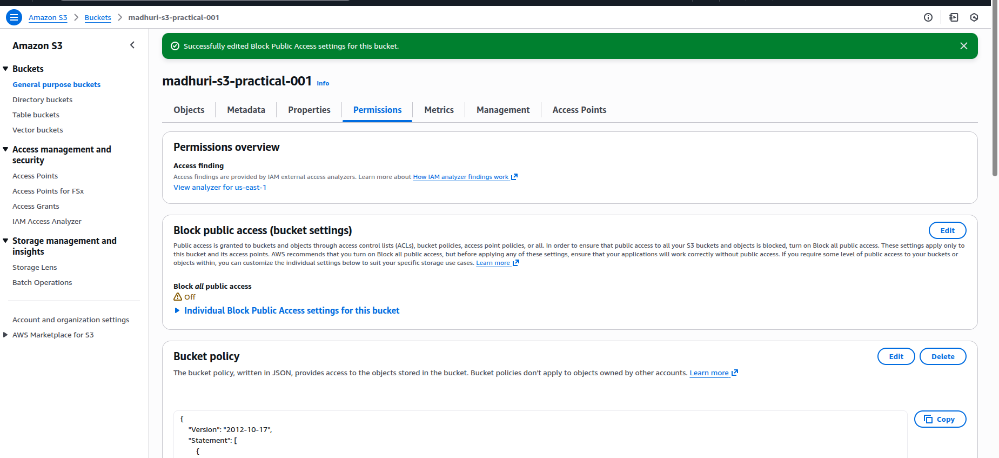 Amazon S3 > Buckets > madhuri-s3-practical-001
Amazon S3
Buckets
General purpose buckets
Directory buckets
Table buckets
Vector buckets
Access management and
security
Access Points
Access Points for FSx
Access Grants
IAM Access Analyzer
Storage management and
insights
Storage Lens
Batch Operations
Account and organization settings
AWS Marketplace for S3
Successfully edited Block Public Access settings for this bucket.
madhuri-s3-practical-001 Info
Objects Metadata Properties Permissions Metrics Management Access Points
Permissions overview
Access finding
Access findings are provided by IAM external access analyzers. Learn more about How IAM analyzer findings work
View analyzer for us-east-1
Block public access (bucket settings)
Edit
Public access is granted to buckets and objects through access control lists (ACLs), bucket policies, access point policies, or all. In order to ensure that public access to all your S3 buckets and objects is blocked, turn on Block all public access. These settings apply only to
this bucket and its access points. AWS recommends that you turn on Block all public access, but before applying any of these settings, ensure that your applications will work correctly without public access. If you require some level of public access to your buckets or
objects within, you can customize the individual settings below to suit your specific storage use cases. Learn more
Block all public access
Off
Individual Block Public Access settings for this bucket
Bucket policy
Edit Delete
The bucket policy, written in JSON, provides access to the objects stored in the bucket. Bucket policies don't apply to objects owned by other accounts. Learn more
Copy
{
"Version": "2012-10-17",
"Statement": [
{